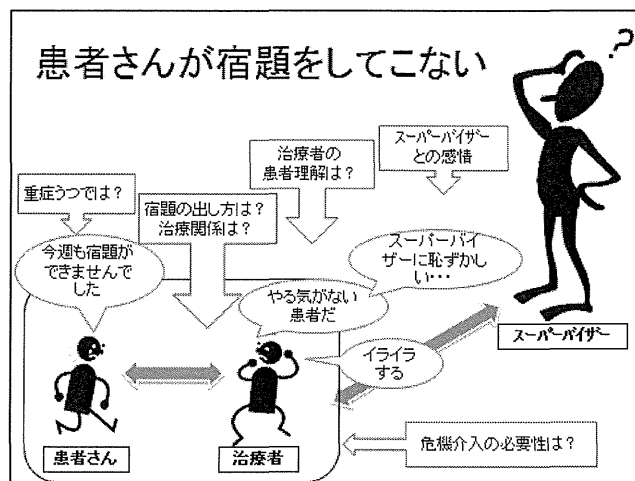 患者さんが宿題をしてこない
?
治療者の
患者理解は?
スーパーバイザー
との感情
重症うつでは?
宿題の出し方は?
治療関係は?
今週も宿題が
できませんで
した
スーパーバイ
ザーに恥ずかし
い・・・
やる気がない
患者だ
イライラ
する
スーパーバイザー
患者さん
治療者
危機介入の必要性は?